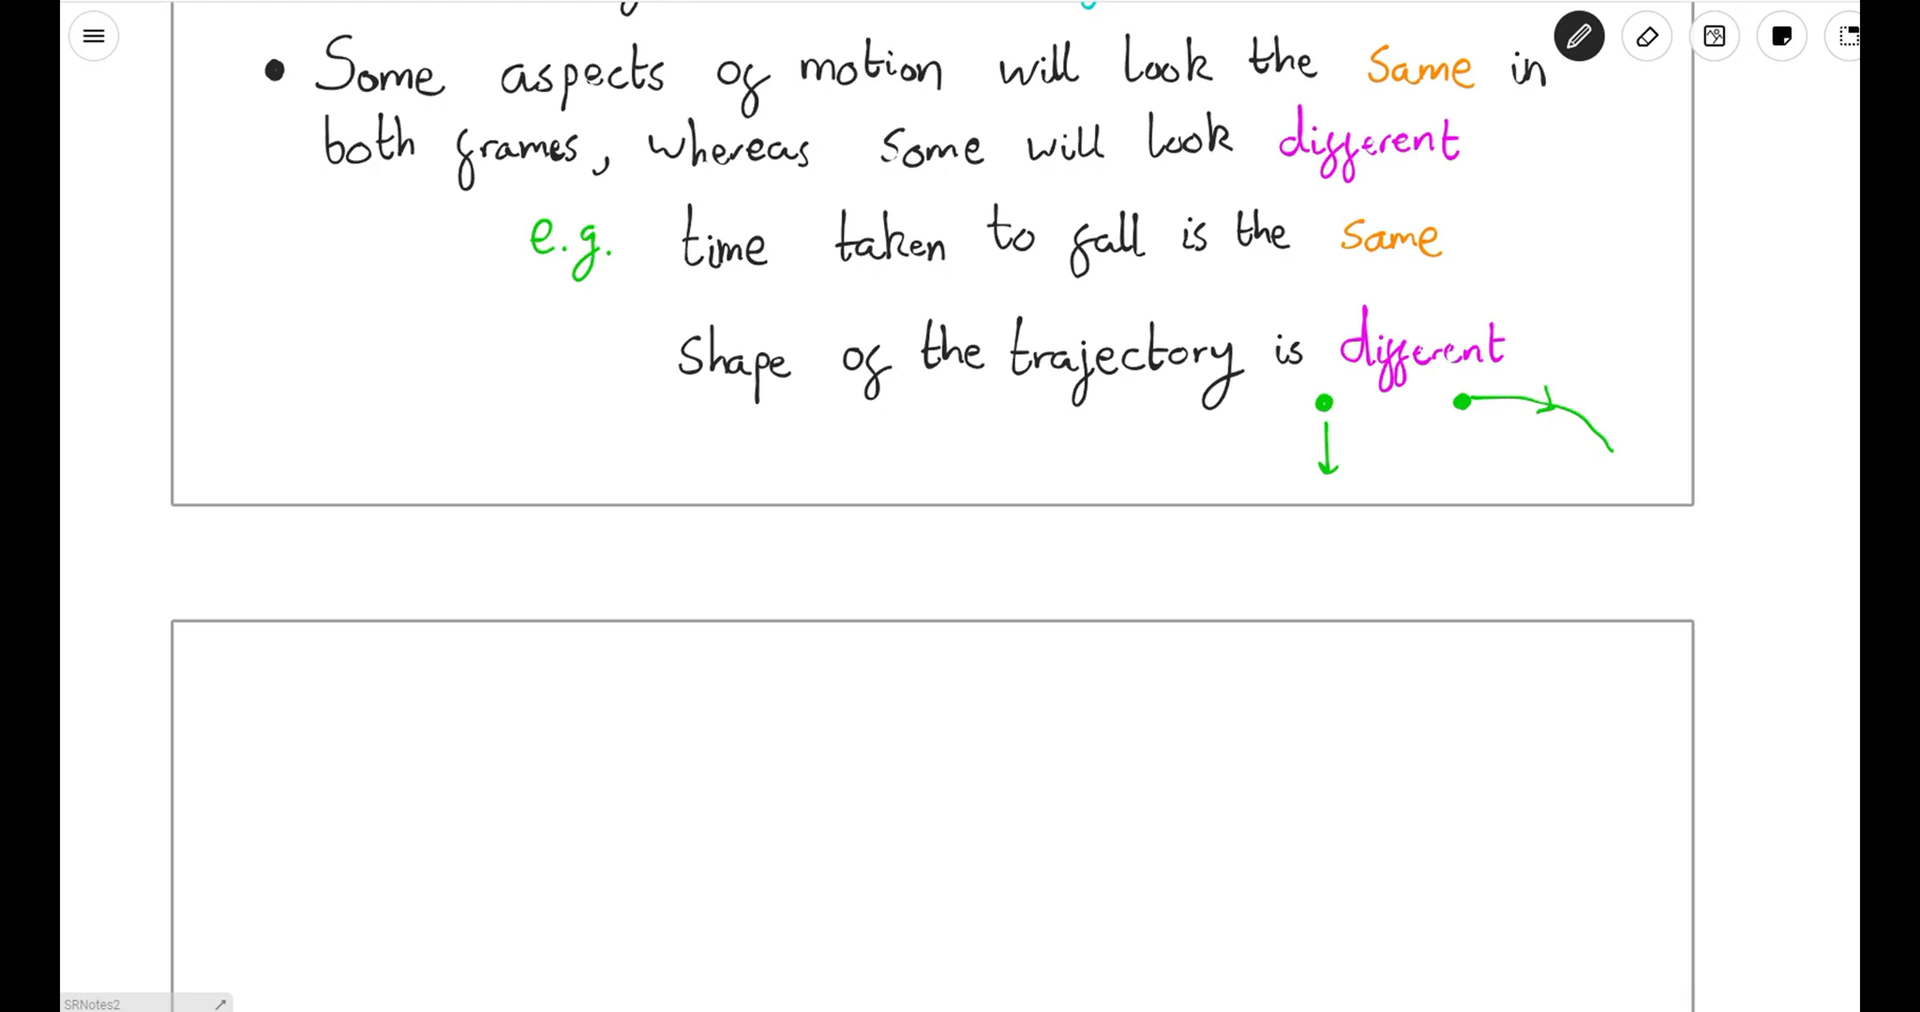 • Some aspects of motion will look the same in
both frames, whereas some will look different
e.g. time taken to fall is the same
Shape of the trajectory is different
SRNotes2